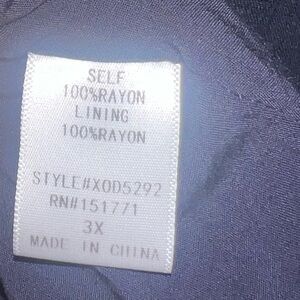 SELF
100%RAYON
LINING
100%RAYON
STYLE#XOD5292
RN#151771
3X
MADE IN CHINA